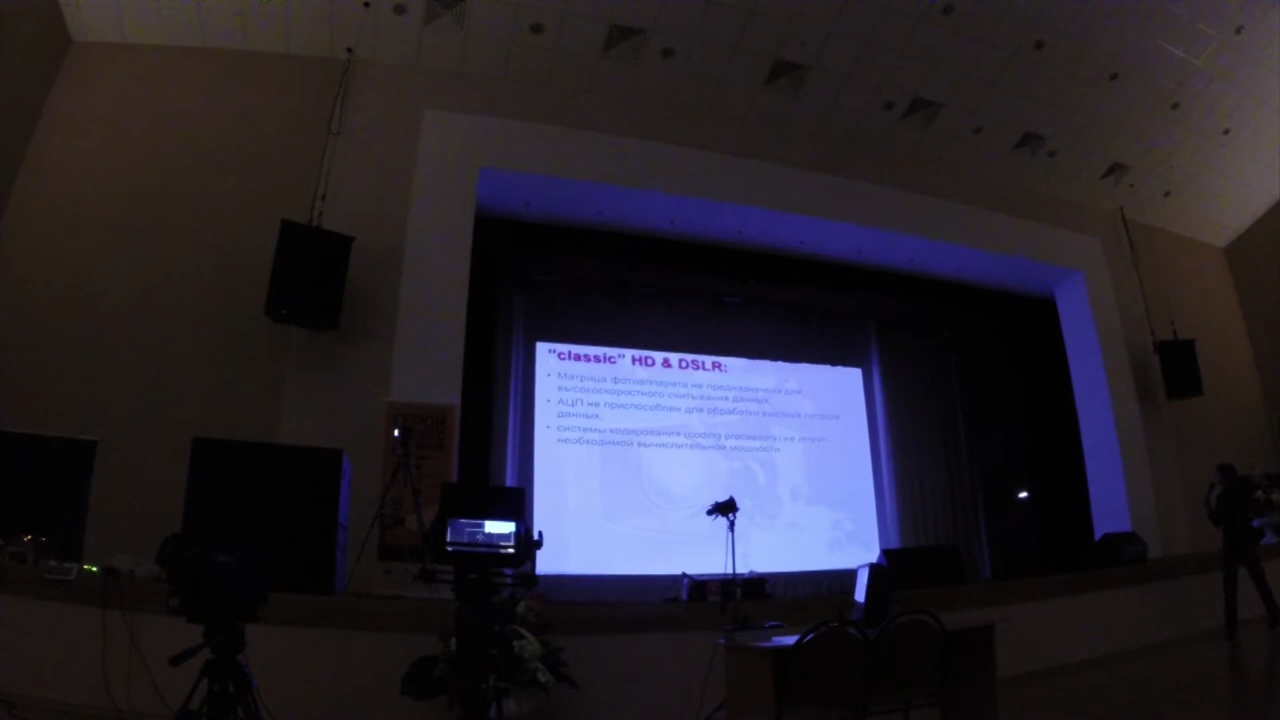 "classic" HD & DSLR:
• Матрица фотоаппарата не предназначена для
высокоскоростного считывания данных.
• АЦП не приспособлен для обработки высоких потоков
данных.
• системы кодирования (coding processors) не имеют
необходимой вычислительной мощности.